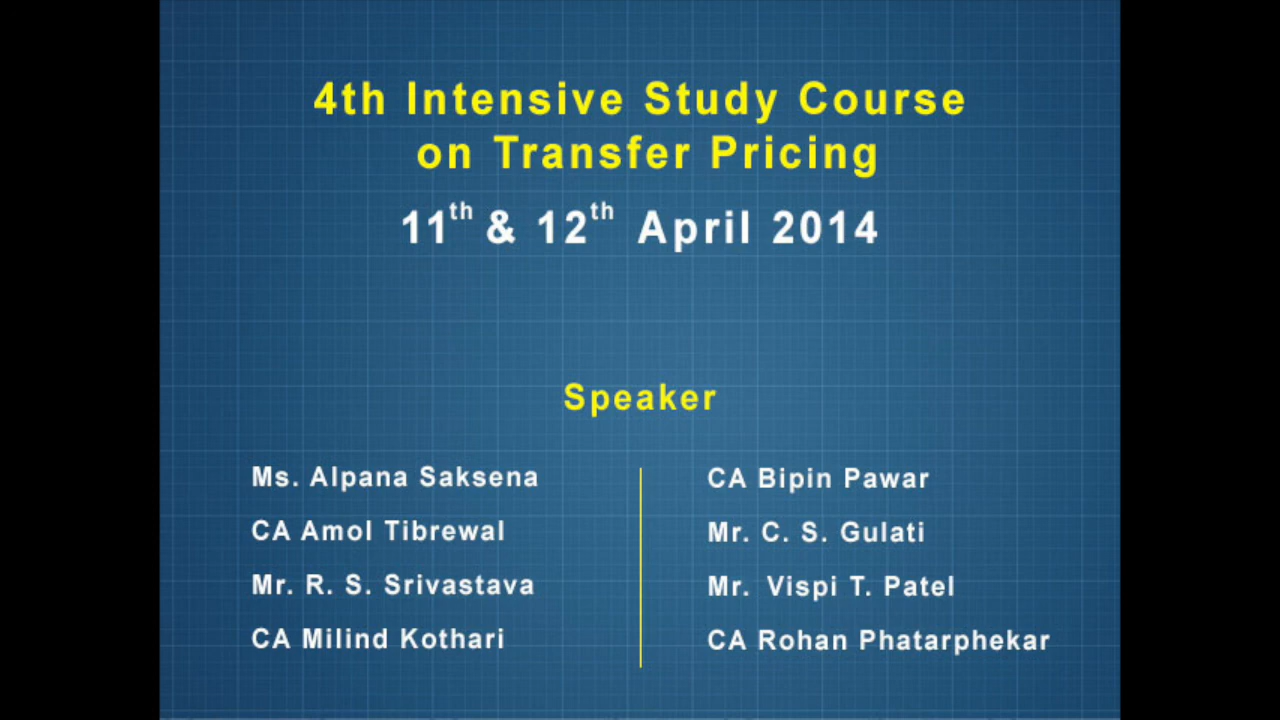 4th Intensive Study Course
on Transfer Pricing
11th & 12th April 2014
Speaker
Ms. Alpana Saksena
CA Amol Tibrewal
Mr. R. S. Srivastava
CA Milind Kothari
CA Bipin Pawar
Mr. C. S. Gulati
Mr. Vispi T. Patel
CA Rohan Phatarphekar